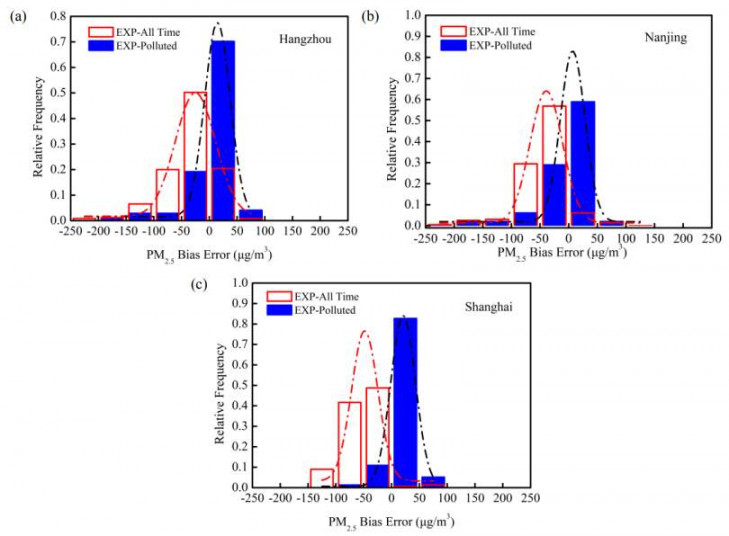 (a)
Hangzhou
EXP-All Time
EXP-Polluted
Relative Frequency
0.8
0.7
0.6
0.5
0.4
0.3
0.2
0.1
0.0
-250 -200 -150 -100 -50 0 50 100 150 200 250
PM2.5 Bias Error (μg/m3)
(b)
Nanjing
EXP-All Time
EXP-Polluted
Relative Frequency
1.0
0.9
0.8
0.7
0.6
0.5
0.4
0.3
0.2
0.1
0.0
-250 -200 -150 -100 -50 0 50 100 150 200 250
PM2.5 Bias Error (μg/m3)
(c)
Shanghai
EXP-All Time
EXP-Polluted
Relative Frequency
1.0
0.9
0.8
0.7
0.6
0.5
0.4
0.3
0.2
0.1
0.0
-250 -200 -150 -100 -50 0 50 100 150 200 250
PM2.5 Bias Error (μg/m3)